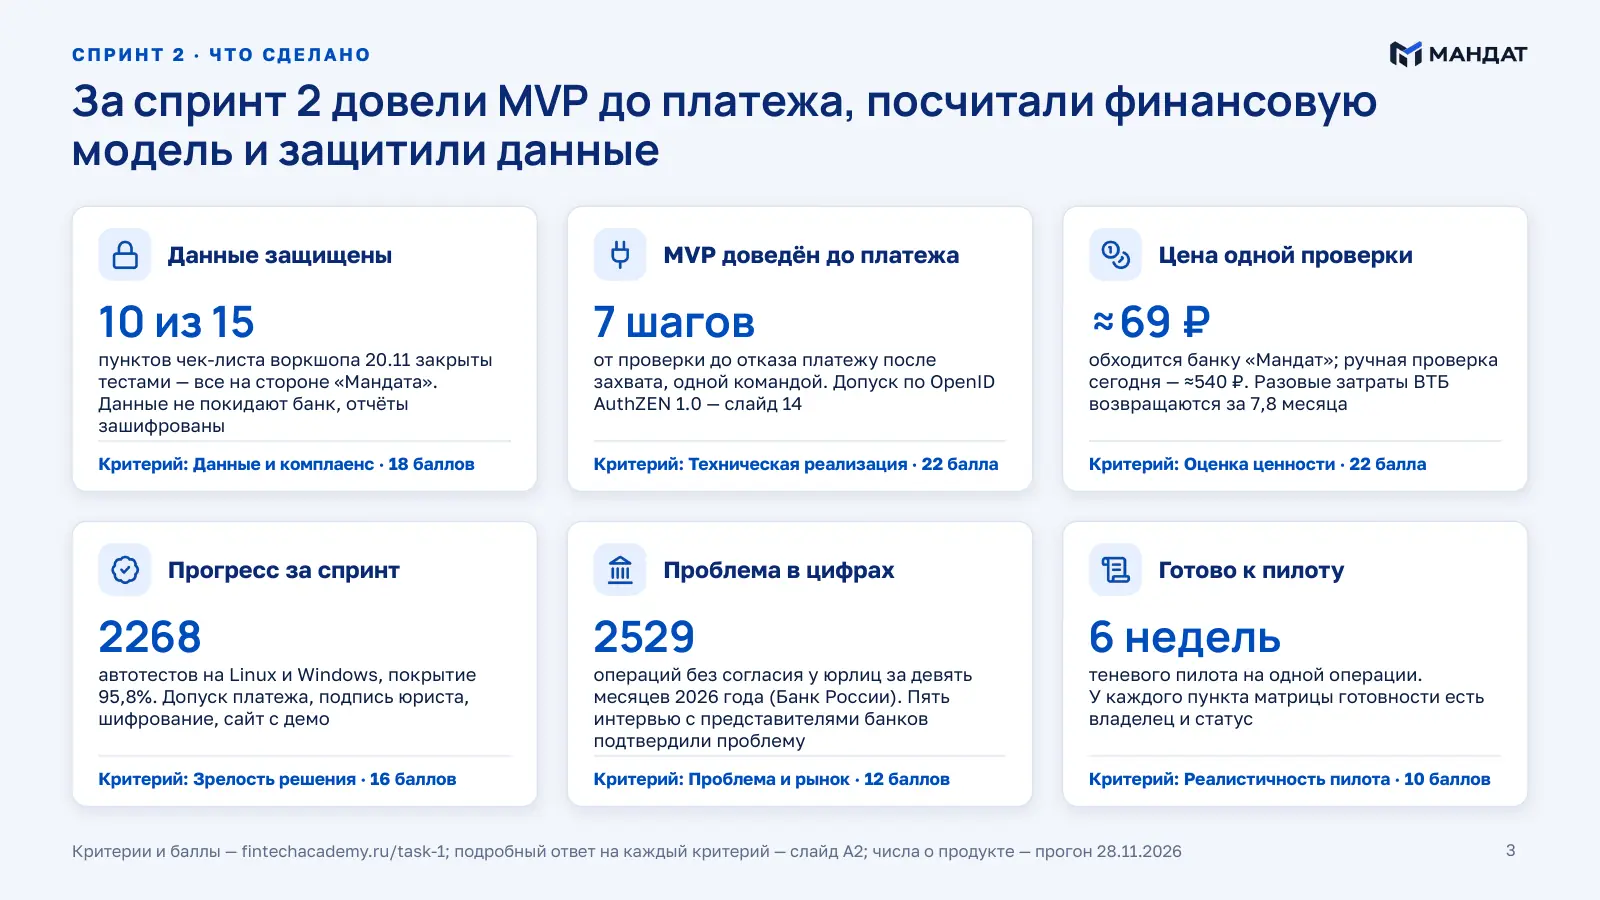 СПРИНТ 2 · ЧТО СДЕЛАНО
МАНДАТ
За спринт 2 довели MVP до платежа, посчитали финансовую
модель и защитили данные
Данные защищены
10 из 15
пунктов чек-листа воркшопа 20.11 закрыты
тестами — все на стороне «Мандата».
Данные не покидают банк, отчёты
зашифрованы
Критерий: Данные и комплаенс · 18 баллов
MVP доведён до платежа
7 шагов
от проверки до отказа платежу после
захвата, одной командой. Допуск по OpenID
AuthZEN 1.0 — слайд 14
Критерий: Техническая реализация · 22 балла
Цена одной проверки
≈69 ₽
обходится банку «Мандат»; ручная проверка
сегодня — ≈540 ₽. Разовые затраты ВТБ
возвращаются за 7,8 месяца
Критерий: Оценка ценности · 22 балла
Прогресс за спринт
2268
автотестов на Linux и Windows, покрытие
95,8%. Допуск платежа, подпись юриста,
шифрование, сайт с демо
Критерий: Зрелость решения · 16 баллов
Проблема в цифрах
2529
операций без согласия у юрлиц за девять
месяцев 2026 года (Банк России). Пять
интервью с представителями банков
подтвердили проблему
Критерий: Проблема и рынок · 12 баллов
Готово к пилоту
6 недель
теневого пилота на одной операции.
У каждого пункта матрицы готовности есть
владелец и статус
Критерий: Реалистичность пилота · 10 баллов
Критерии и баллы — fintechacademy.ru/task-1; подробный ответ на каждый критерий — слайд А2; числа о продукте — прогон 28.11.2026
3